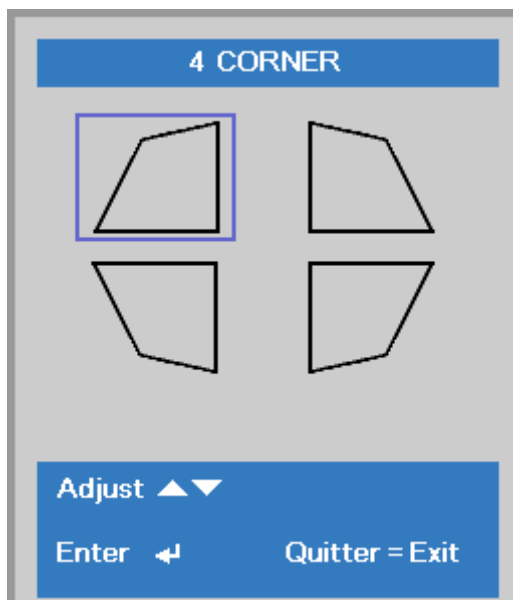 4 CORNER
Adjust ▲▼
Enter ↵ Quitter = Exit